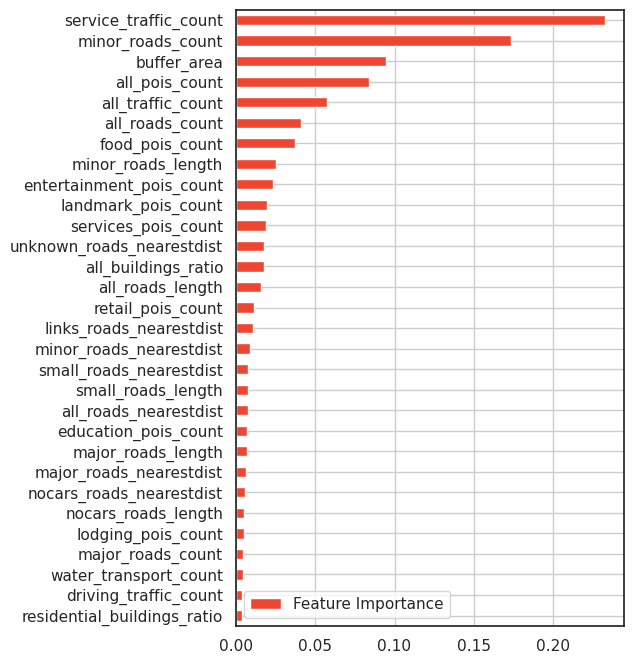 service_traffic_count
minor_roads_count
buffer_area
all_pois_count
all_traffic_count
all_roads_count
food_pois_count
minor_roads_length
entertainment_pois_count
landmark_pois_count
services_pois_count
unknown_roads_nearestdist
all_buildings_ratio
all_roads_length
retail_pois_count
links_roads_nearestdist
minor_roads_nearestdist
small_roads_nearestdist
small_roads_length
all_roads_nearestdist
education_pois_count
major_roads_length
major_roads_nearestdist
nocars_roads_nearestdist
nocars_roads_length
lodging_pois_count
major_roads_count
water_transport_count
driving_traffic_count
residential_buildings_ratio
Feature Importance
0.00 0.05 0.10 0.15 0.20